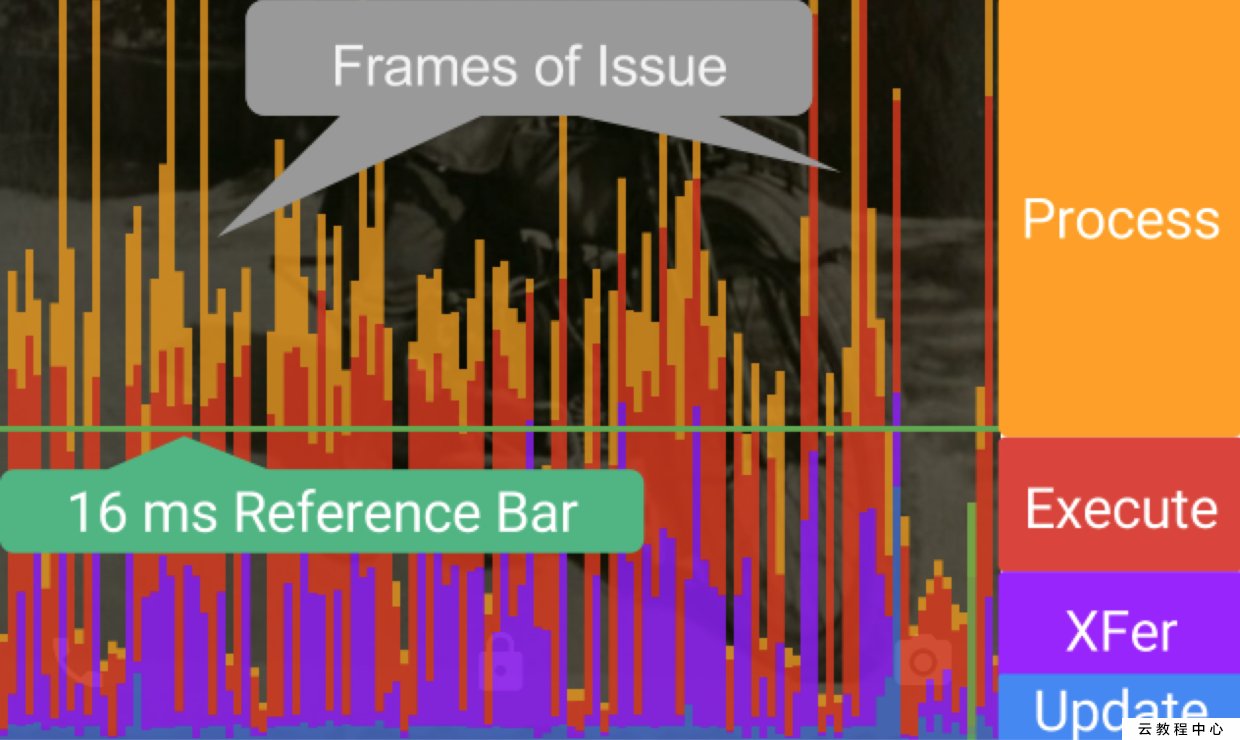 Frames of Issue
Process
16 ms Reference Bar
Execute
XFer
Update
云教程中心